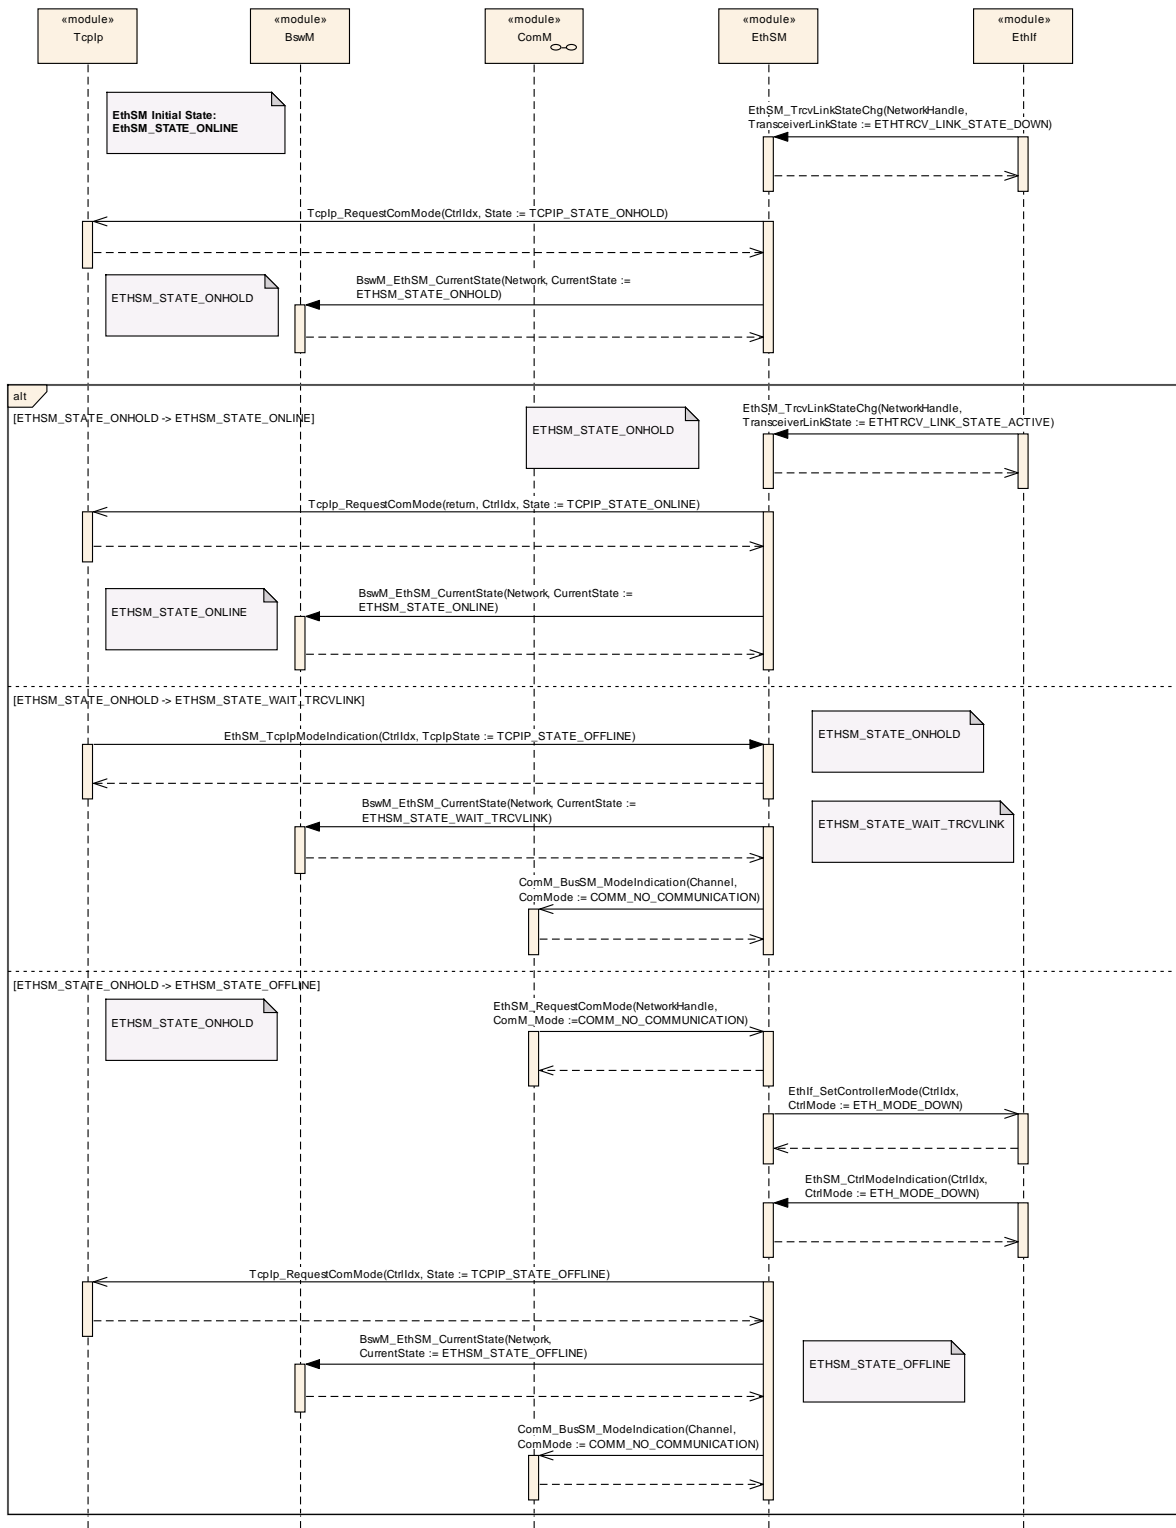 «module»
TcpIp
«module»
BswM
«module»
ComM
«module»
EthSM
«module»
EthIf
EthSM Initial State:
EthSM_STATE_ONLINE
EthSM_TrcvLinkStateChg(NetworkHandle,
TransceiverLinkState := ETHTRCV_LINK_STATE_DOWN)
TcpIp_RequestComMode(CtrlIdx, State := TCPIP_STATE_ONHOLD)
ETHSM_STATE_ONHOLD
BswM_EthSM_CurrentState(Network, CurrentState :=
ETHSM_STATE_ONHOLD)
alt
[ETHSM_STATE_ONHOLD -> ETHSM_STATE_ONLINE]
ETHSM_STATE_ONHOLD
EthSM_TrcvLinkStateChg(NetworkHandle,
TransceiverLinkState := ETHTRCV_LINK_STATE_ACTIVE)
TcpIp_RequestComMode(return, CtrlIdx, State := TCPIP_STATE_ONLINE)
ETHSM_STATE_ONLINE
BswM_EthSM_CurrentState(Network, CurrentState :=
ETHSM_STATE_ONLINE)
[ETHSM_STATE_ONHOLD -> ETHSM_STATE_WAIT_TRCVLINK]
EthSM_TcpIpModeIndication(CtrlIdx, TcpIpState := TCPIP_STATE_OFFLINE)
ETHSM_STATE_ONHOLD
BswM_EthSM_CurrentState(Network, CurrentState :=
ETHSM_STATE_WAIT_TRCVLINK)
ETHSM_STATE_WAIT_TRCVLINK
ComM_BusSM_ModeIndication(Channel,
ComMode := COMM_NO_COMMUNICATION)
[ETHSM_STATE_ONHOLD -> ETHSM_STATE_OFFLINE]
ETHSM_STATE_ONHOLD
EthSM_RequestComMode(NetworkHandle,
ComM_Mode :=COMM_NO_COMMUNICATION)
EthIf_SetControllerMode(CtrlIdx,
CtrlMode := ETH_MODE_DOWN)
EthSM_CtrlModeIndication(CtrlIdx,
CtrlMode := ETH_MODE_DOWN)
TcpIp_RequestComMode(CtrlIdx, State := TCPIP_STATE_OFFLINE)
BswM_EthSM_CurrentState(Network,
CurrentState := ETHSM_STATE_OFFLINE)
ETHSM_STATE_OFFLINE
ComM_BusSM_ModeIndication(Channel,
ComMode := COMM_NO_COMMUNICATION)